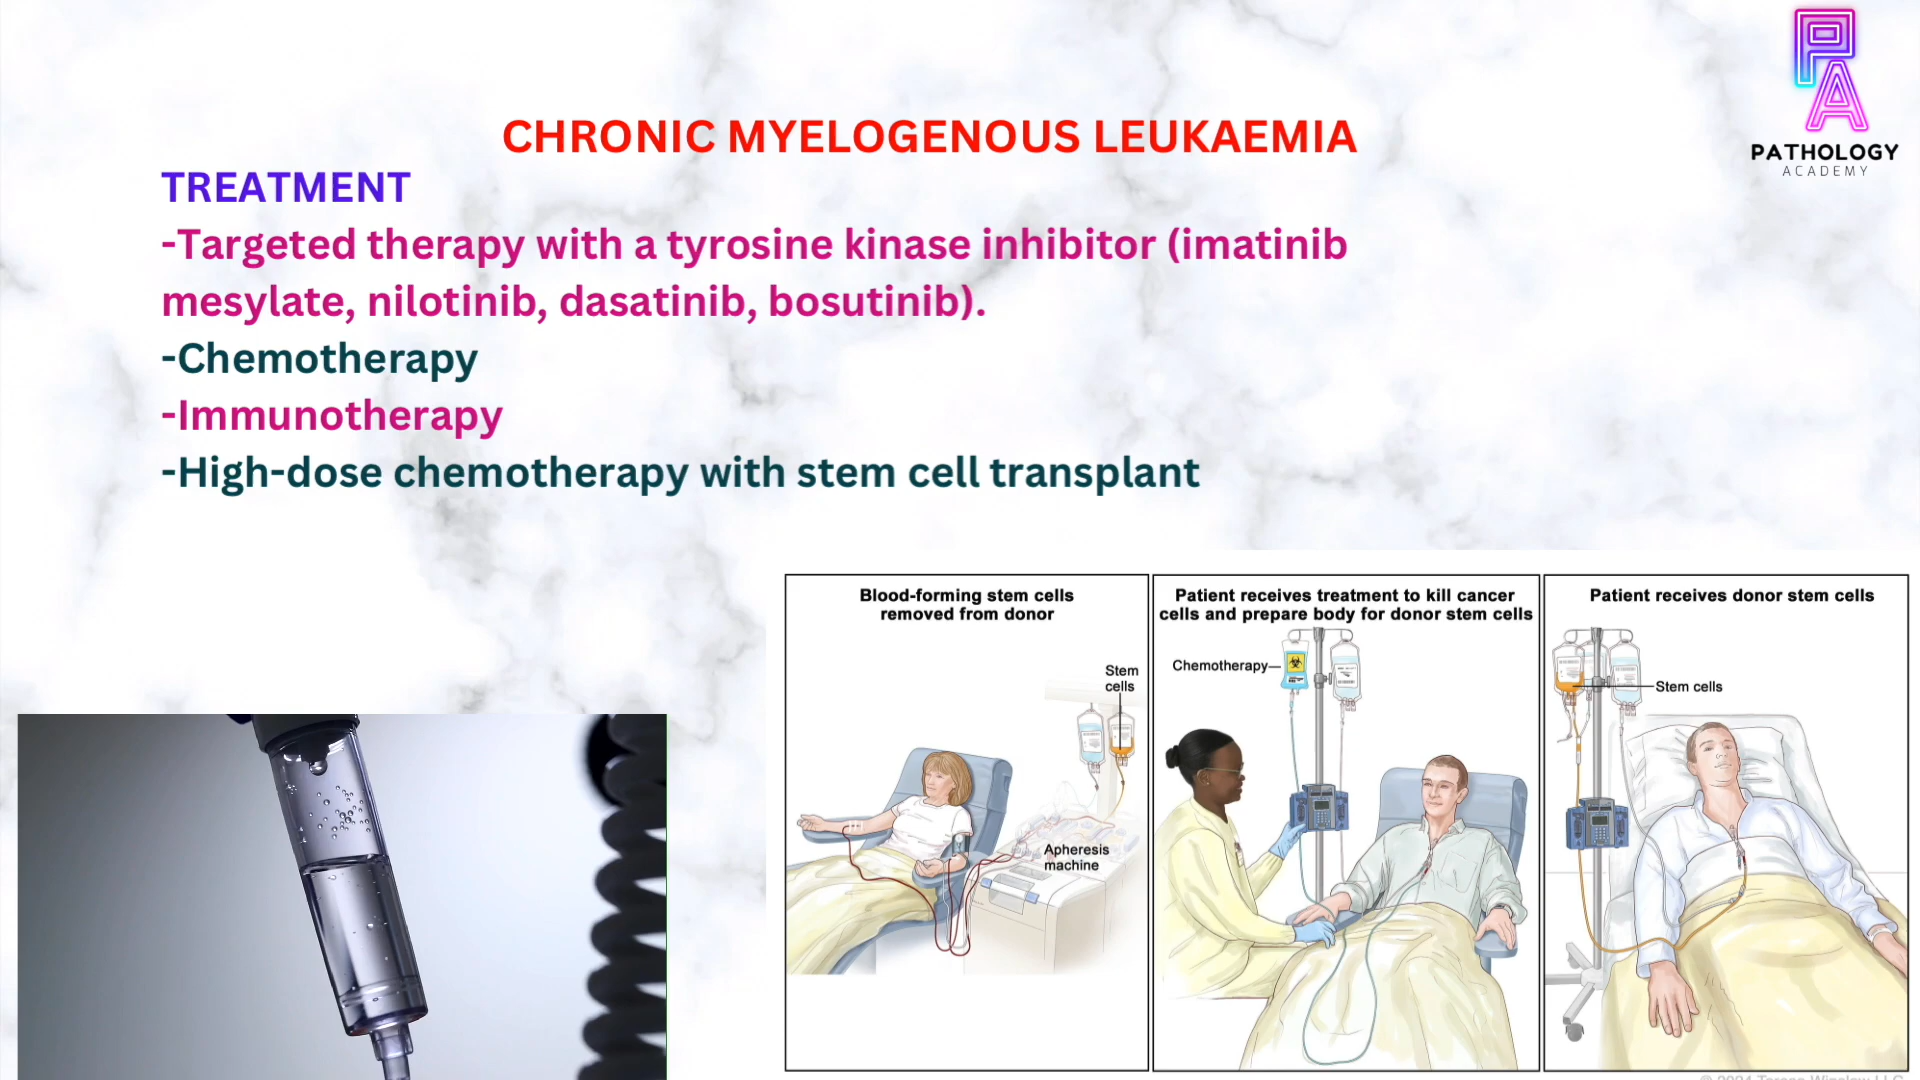 PA
PATHOLOGY
ACADEMY
CHRONIC MYELOGENOUS LEUKAEMIA
TREATMENT
-Targeted therapy with a tyrosine kinase inhibitor (imatinib
mesylate, nilotinib, dasatinib, bosutinib).
-Chemotherapy
-Immunotherapy
-High-dose chemotherapy with stem cell transplant
Blood-forming stem cells
removed from donor
Stem
cells
Apheresis
machine
Patient receives treatment to kill cancer
cells and prepare body for donor stem cells
Chemotherapy
Patient receives donor stem cells
Stem cells